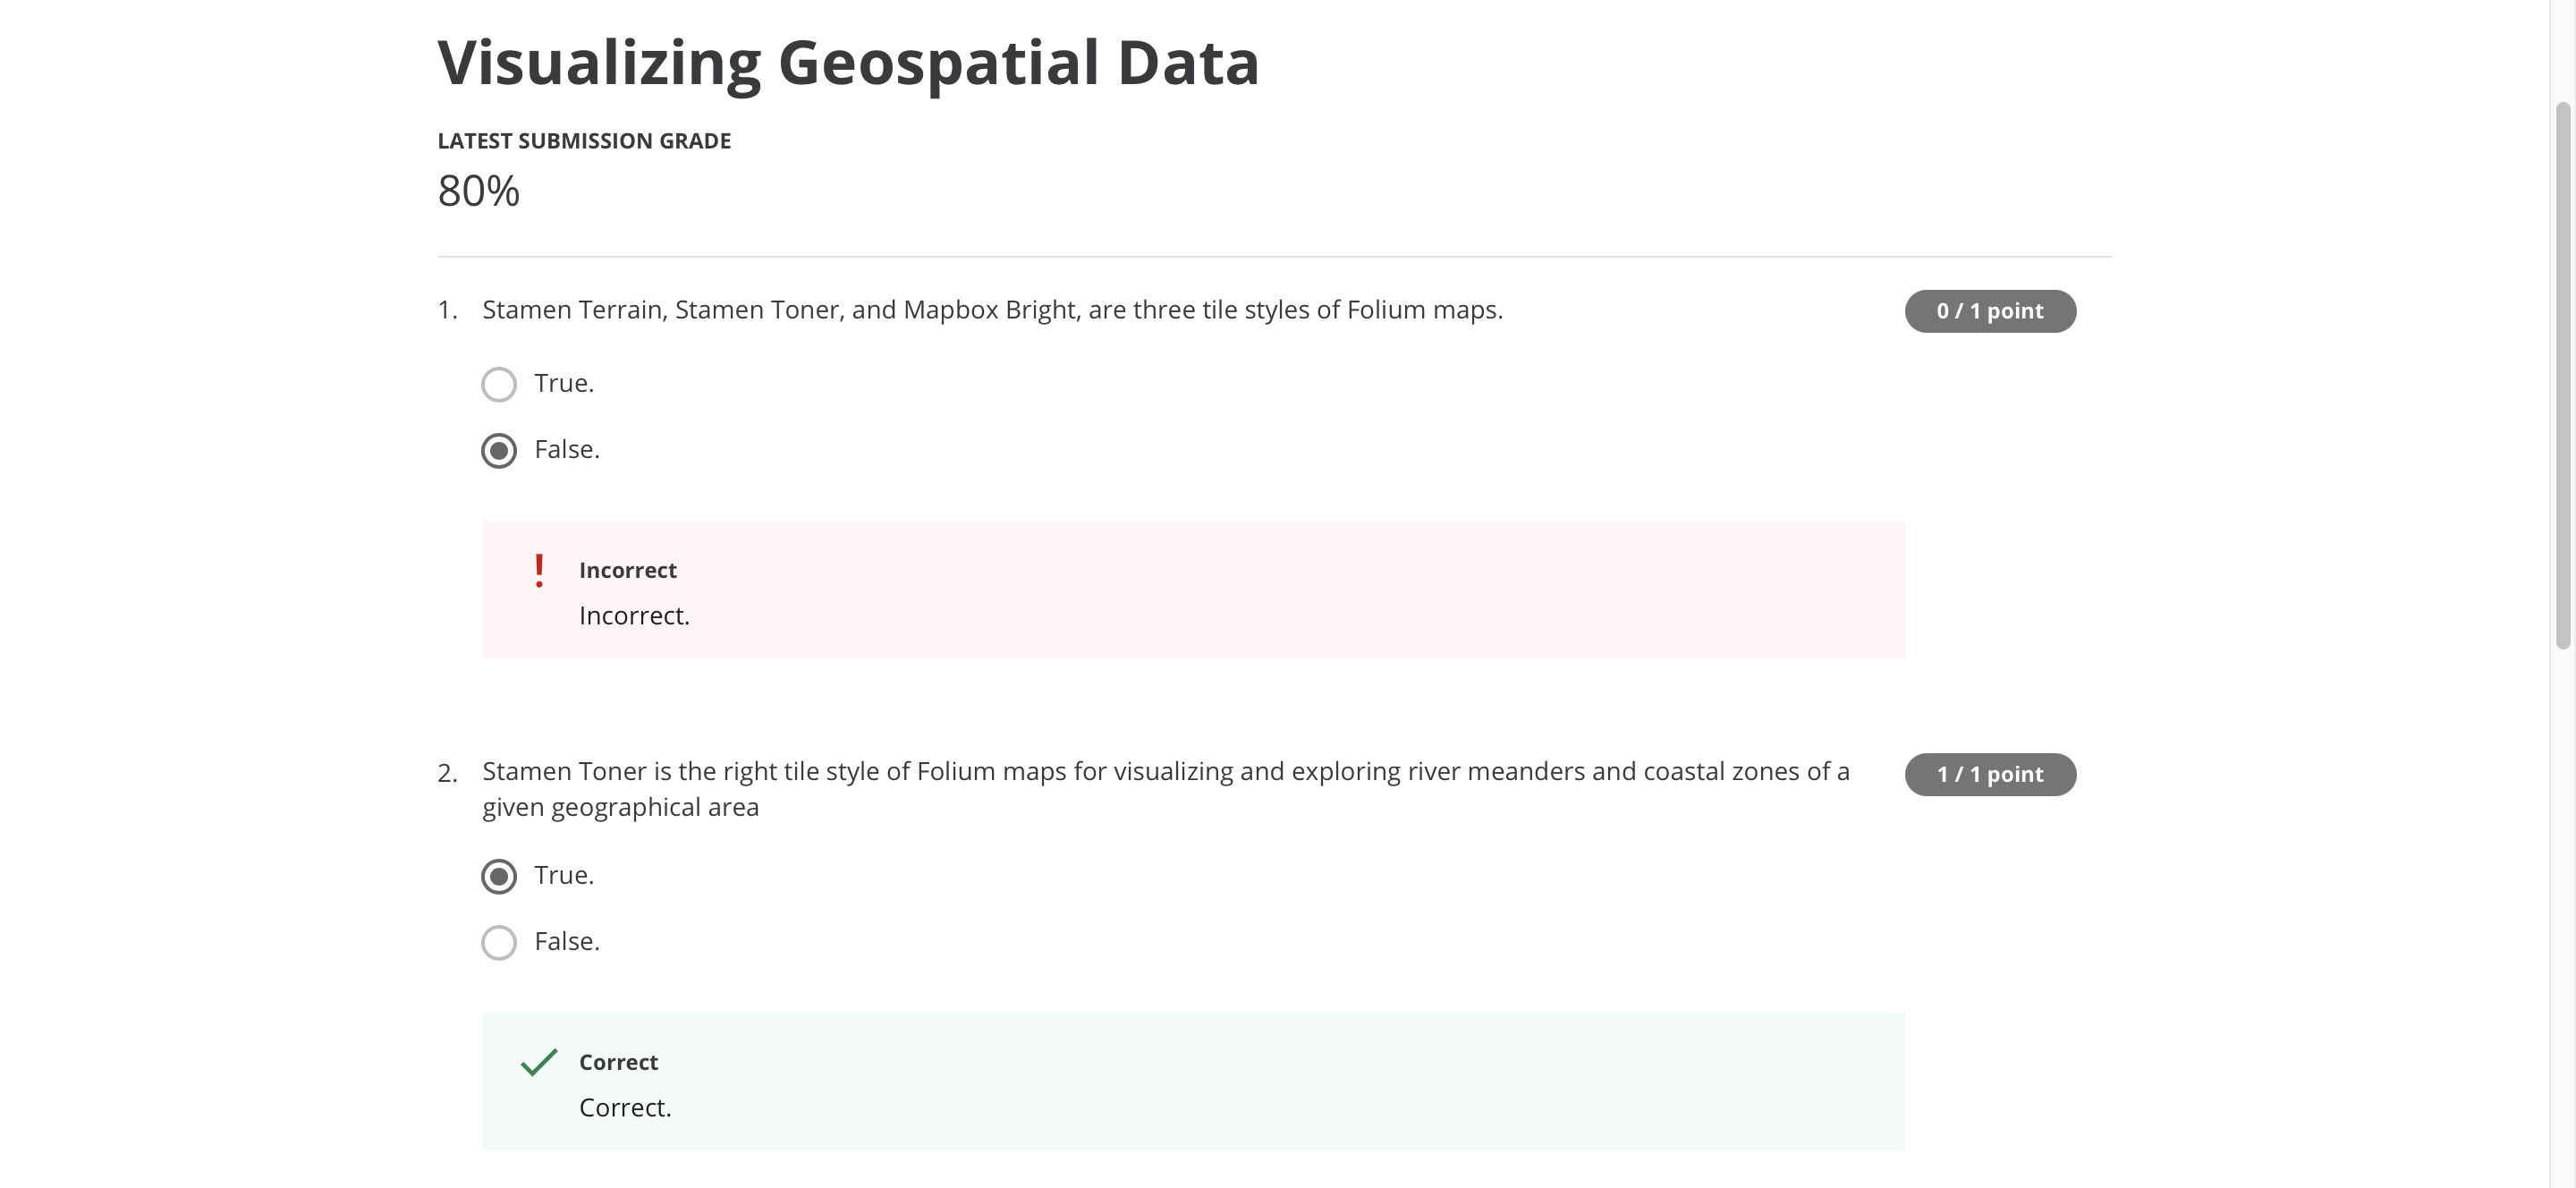 Visualizing Geospatial Data
LATEST SUBMISSION GRADE
80%
1. Stamen Terrain, Stamen Toner, and Mapbox Bright, are three tile styles of Folium maps.
0 / 1 point
True.
False.
Incorrect
Incorrect.
2. Stamen Toner is the right tile style of Folium maps for visualizing and exploring river meanders and coastal zones of a
given geographical area
1 / 1 point
True.
False.
Correct
Correct.